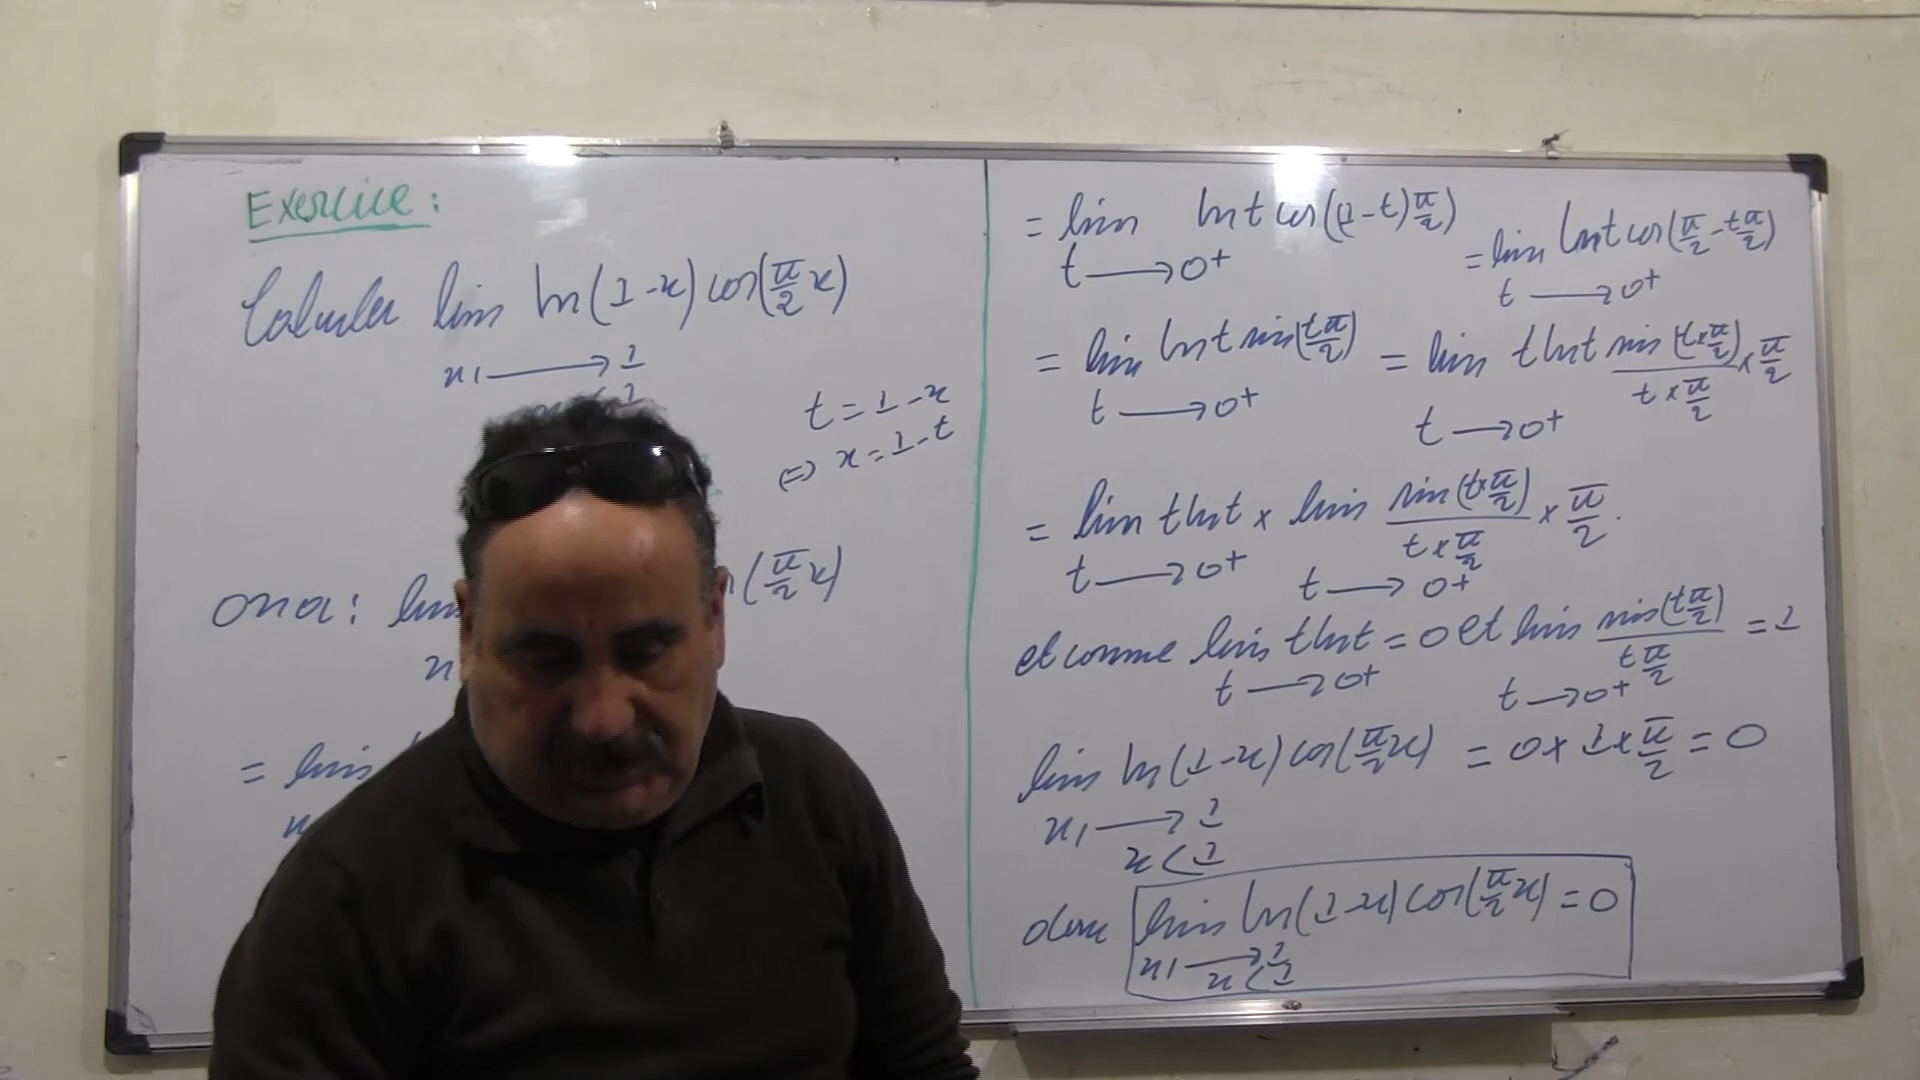 Exercice :
Calculer lim ln(1-x) cos(π/2 x)
x → 1
t = 1-x
⇔ x = 1-t
on a : lim (π/2 x)
x
= lim
x
= lim ln t cos((1-t)π/2)
t → 0+
= lim ln t cos(π/2 - tπ/2)
t → 0+
= lim ln t sin(tπ/2)
t → 0+
= lim t ln t sin(t×π/2)/(t×π/2) × π/2
t → 0+
= lim t ln t × lim sin(t×π/2)/(t×π/2) × π/2.
t → 0+ t → 0+
et comme lim t ln t = 0 et lim sin(tπ/2)/(tπ/2) = 1
t → 0+ t → 0+
lim ln(1-x) cos(π/2 x) = 0 × 1 × π/2 = 0
x → 1
x < 1
donc lim ln(1-x) cos(π/2 x) = 0
x → 1
x < 1